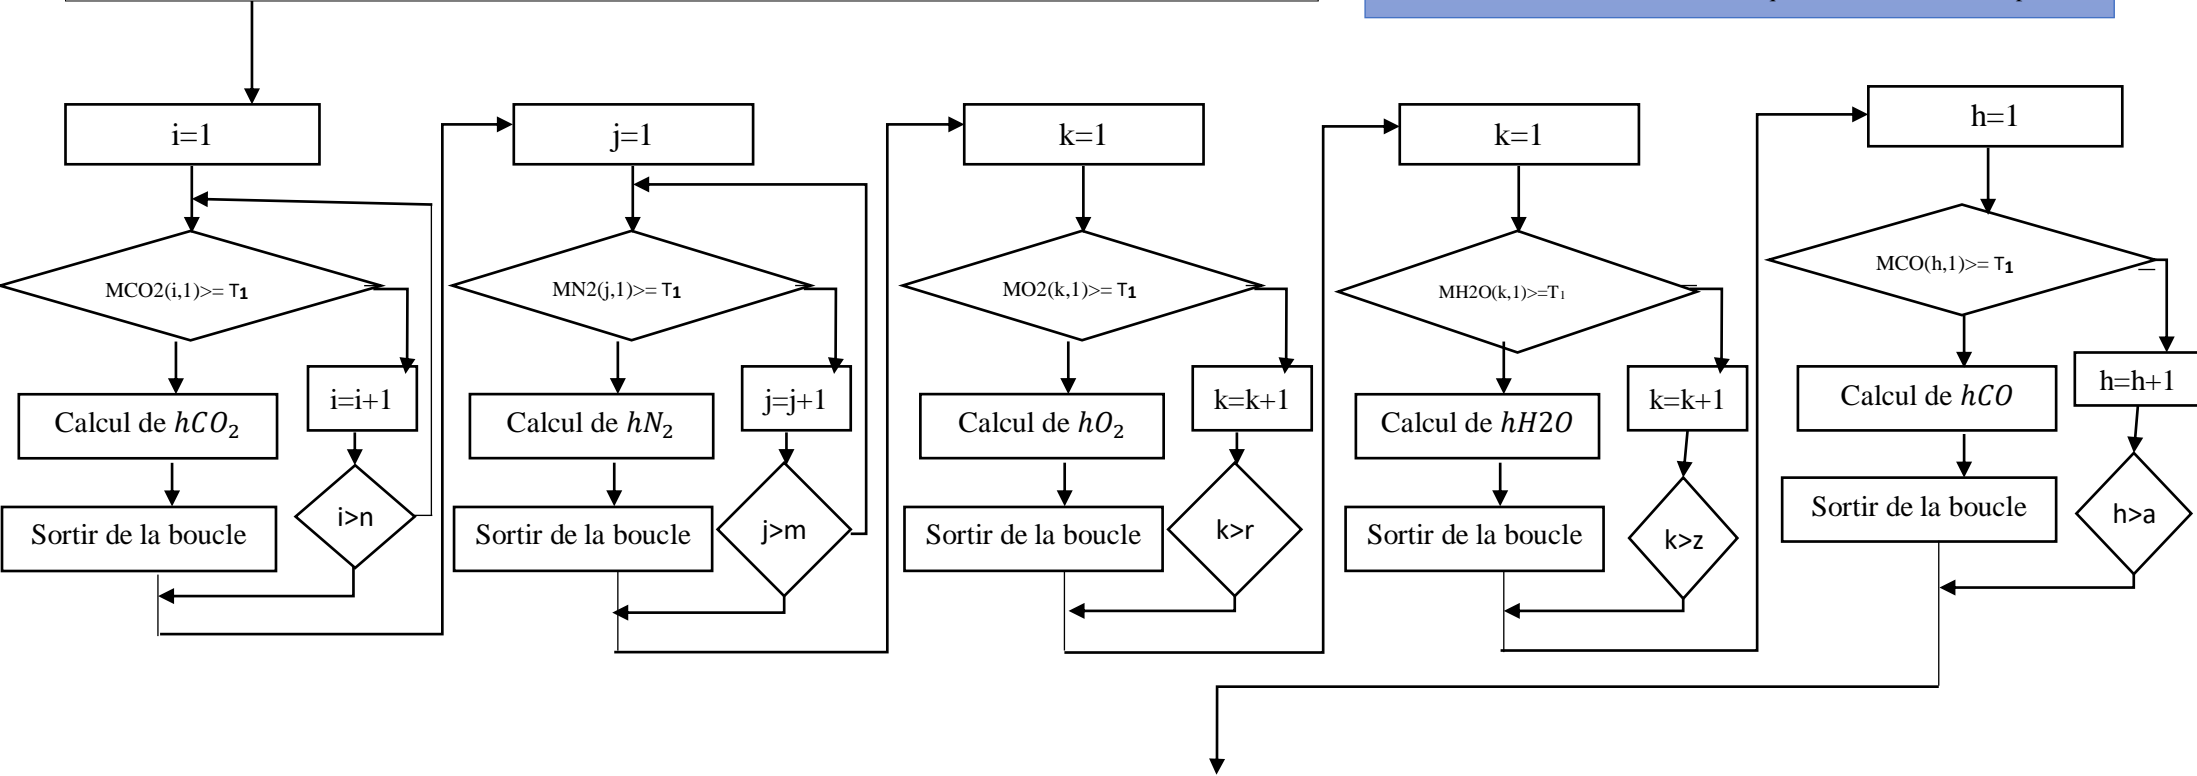 i=1
MCO2(i,1)>= T1
i=i+1
Calcul de hCO2
i>n
Sortir de la boucle
j=1
MN2(j,1)>= T1
j=j+1
Calcul de hN2
j>m
Sortir de la boucle
k=1
MO2(k,1)>= T1
k=k+1
Calcul de hO2
k>r
Sortir de la boucle
k=1
MH2O(k,1)>=T1
k=k+1
Calcul de hH2O
k>z
Sortir de la boucle
h=1
MCO(h,1)>= T1
h=h+1
Calcul de hCO
h>a
Sortir de la boucle